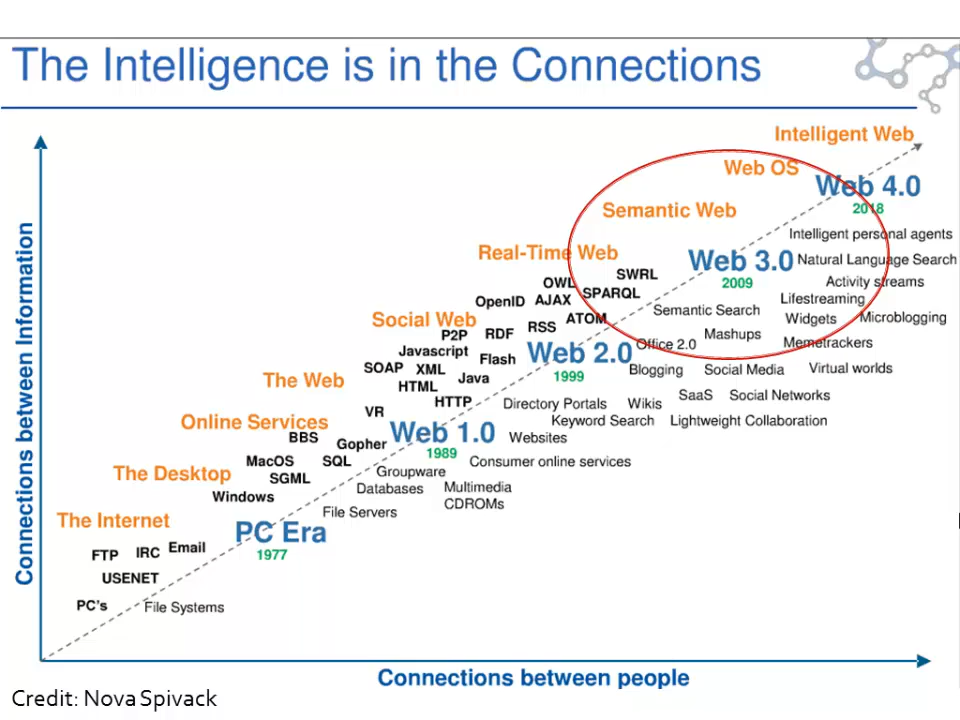 The Intelligence is in the Connections
Intelligent Web
Web OS
Web 4.0
2018
Semantic Web
Intelligent personal agents
Real-Time Web
Web 3.0
Natural Language Search
2009
SWRL
OWL
Activity streams
SPARQL
Lifestreaming
OpenID
AJAX
Semantic Search
Widgets
Microblogging
Social Web
ATOM
RSS
P2P
RDF
Mashups
Memetrackers
Office 2.0
Javascript
Flash
Web 2.0
1999
SOAP
XML
Java
Blogging
Social Media
Virtual worlds
The Web
HTML
HTTP
SaaS
Social Networks
Directory Portals
Wikis
VR
Keyword Search
Lightweight Collaboration
Online Services
BBS
Gopher
Web 1.0
1989
Websites
MacOS
SQL
Consumer online services
The Desktop
SGML
Groupware
Windows
Databases
Multimedia
CDROMs
File Servers
The Internet
PC Era
1977
FTP
IRC
Email
USENET
PC's
File Systems
Connections between Information
Connections between people
Credit: Nova Spivack